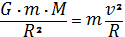 G · m · M / R² = m v² / R